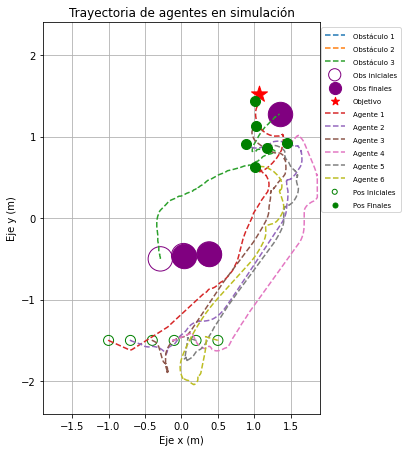 Trayectoria de agentes en simulación
Eje y (m)
2
1
0
−1
−2
−1.5
−1.0
−0.5
0.0
0.5
1.0
1.5
Eje x (m)
Obstáculo 1
Obstáculo 2
Obstáculo 3
Obs iniciales
Obs finales
Objetivo
Agente 1
Agente 2
Agente 3
Agente 4
Agente 5
Agente 6
Pos Iniciales
Pos Finales